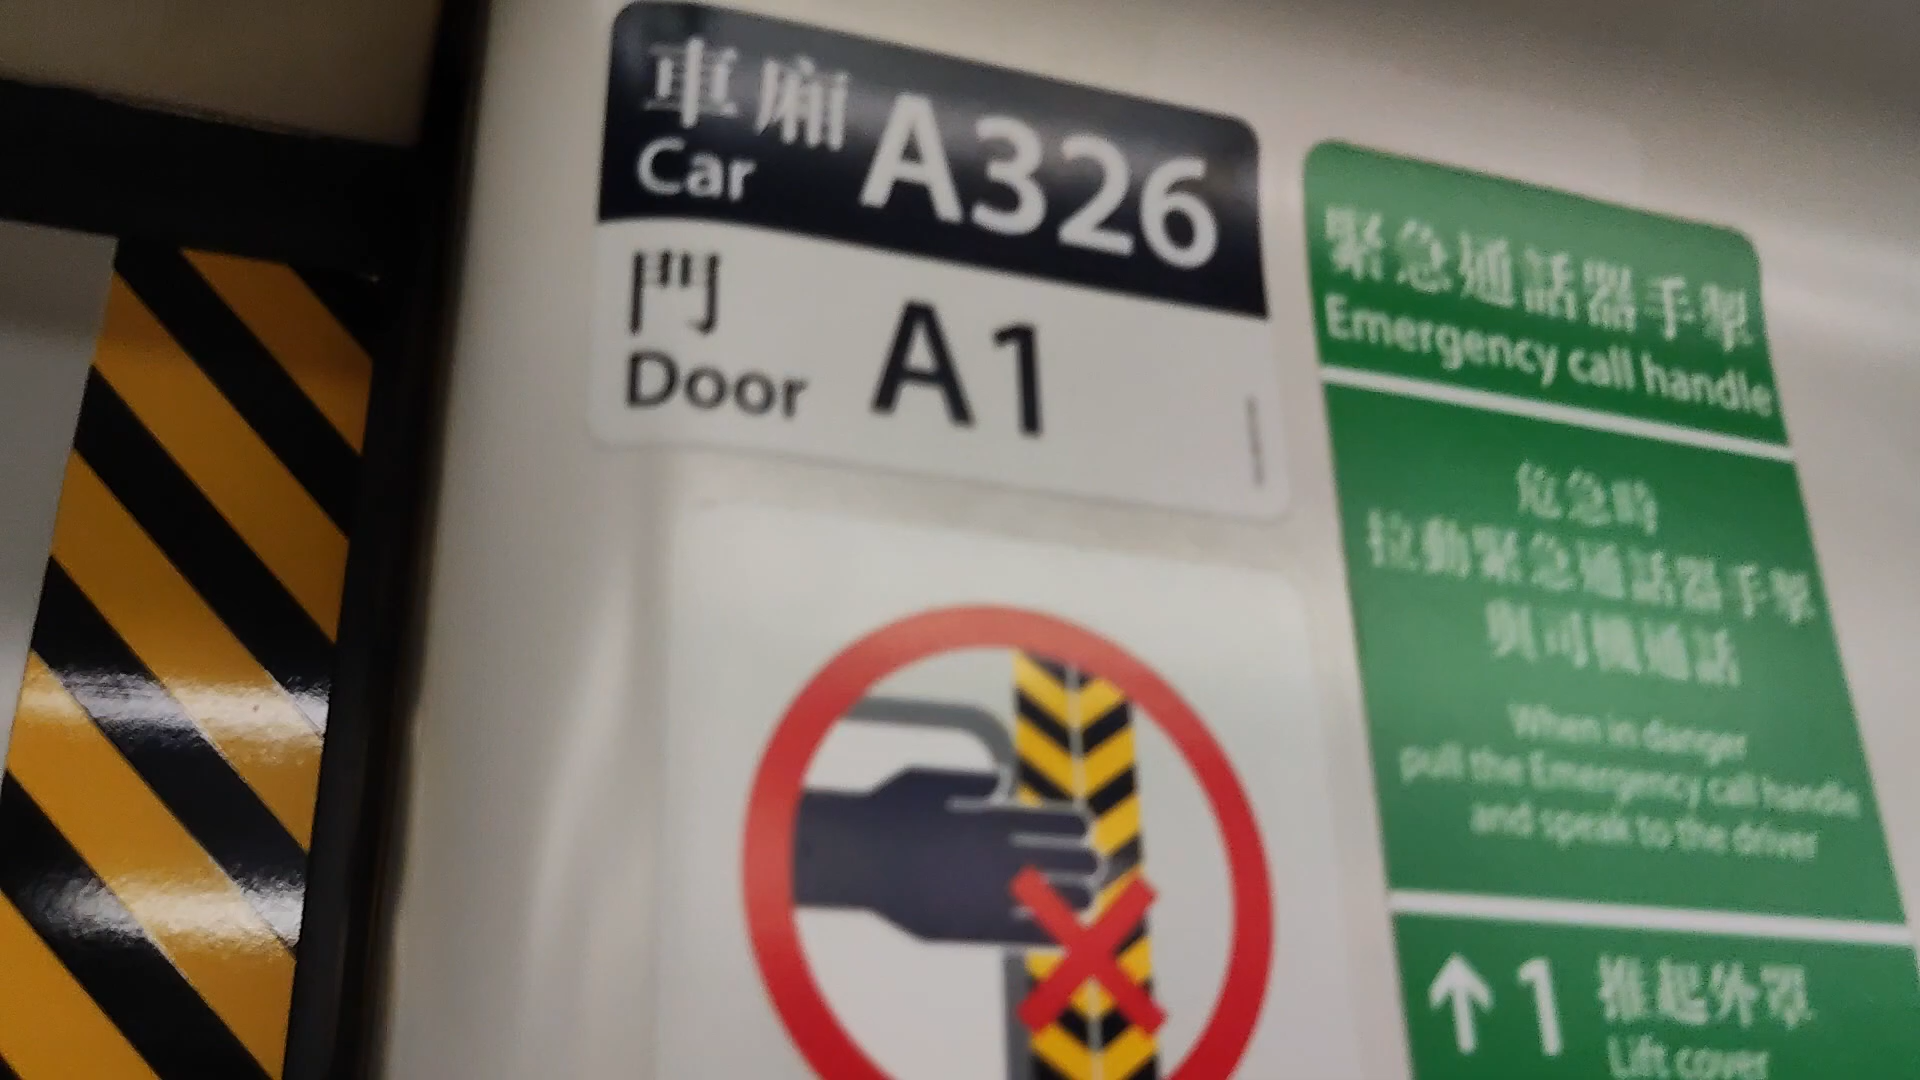 車廂
Car A326
門
Door A1
緊急通話器手掣
Emergency call handle
危急時
拉動緊急通話器手掣
與司機通話
When in danger
pull the Emergency call handle
and speak to the driver
↑ 1 推起外罩
Lift cover